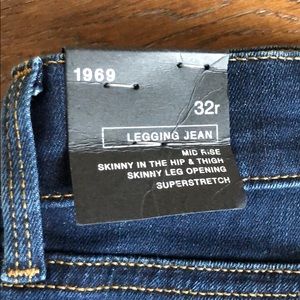 1969
32r
LEGGING JEAN
MID RISE
SKINNY IN THE HIP & THIGH
SKINNY LEG OPENING
SUPERSTRETCH